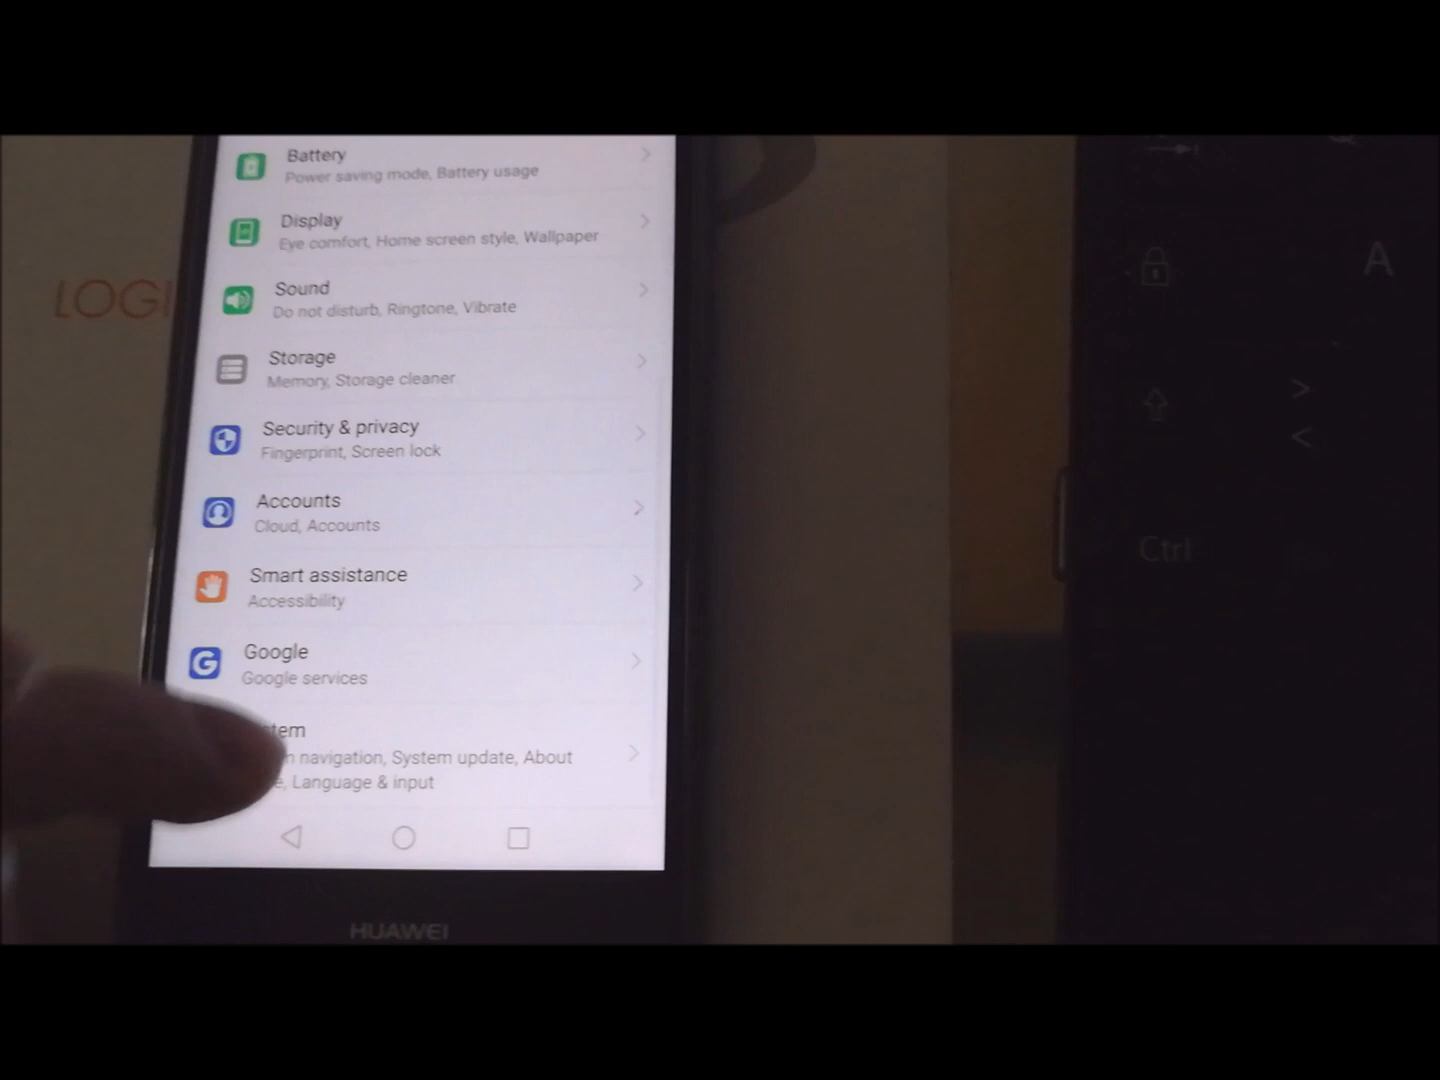 Battery
Power saving mode, Battery usage
Display
Eye comfort, Home screen style, Wallpaper
Sound
Do not disturb, Ringtone, Vibrate
LOGI
Storage
Memory, Storage cleaner
Security & privacy
Fingerprint, Screen lock
Accounts
Cloud, Accounts
Smart assistance
Accessibility
Google
Google services
tem
n navigation, System update, About
e, Language & input
HUAWEI
A
>
<
Ctrl